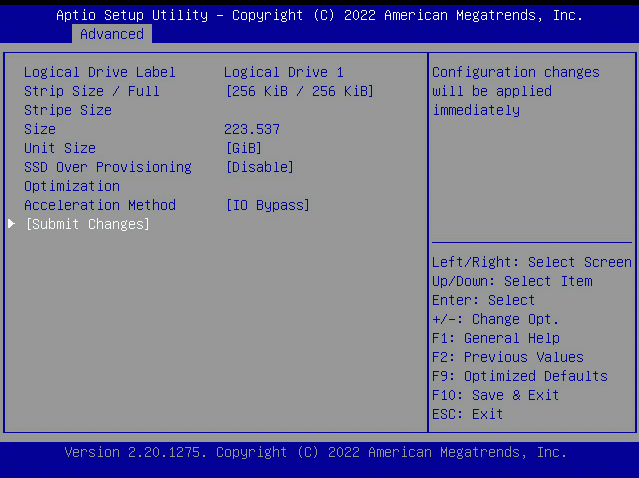 Aptio Setup Utility – Copyright (C) 2022 American Megatrends, Inc.
Advanced
Logical Drive Label Logical Drive 1
Strip Size / Full [256 KiB / 256 KiB]
Stripe Size
Size 223.537
Unit Size [GiB]
SSD Over Provisioning [Disable]
Optimization
Acceleration Method [IO Bypass]
[Submit Changes]
Configuration changes
will be applied
immediately
Left/Right: Select Screen
Up/Down: Select Item
Enter: Select
+/-: Change Opt.
F1: General Help
F2: Previous Values
F9: Optimized Defaults
F10: Save & Exit
ESC: Exit
Version 2.20.1275. Copyright (C) 2022 American Megatrends, Inc.